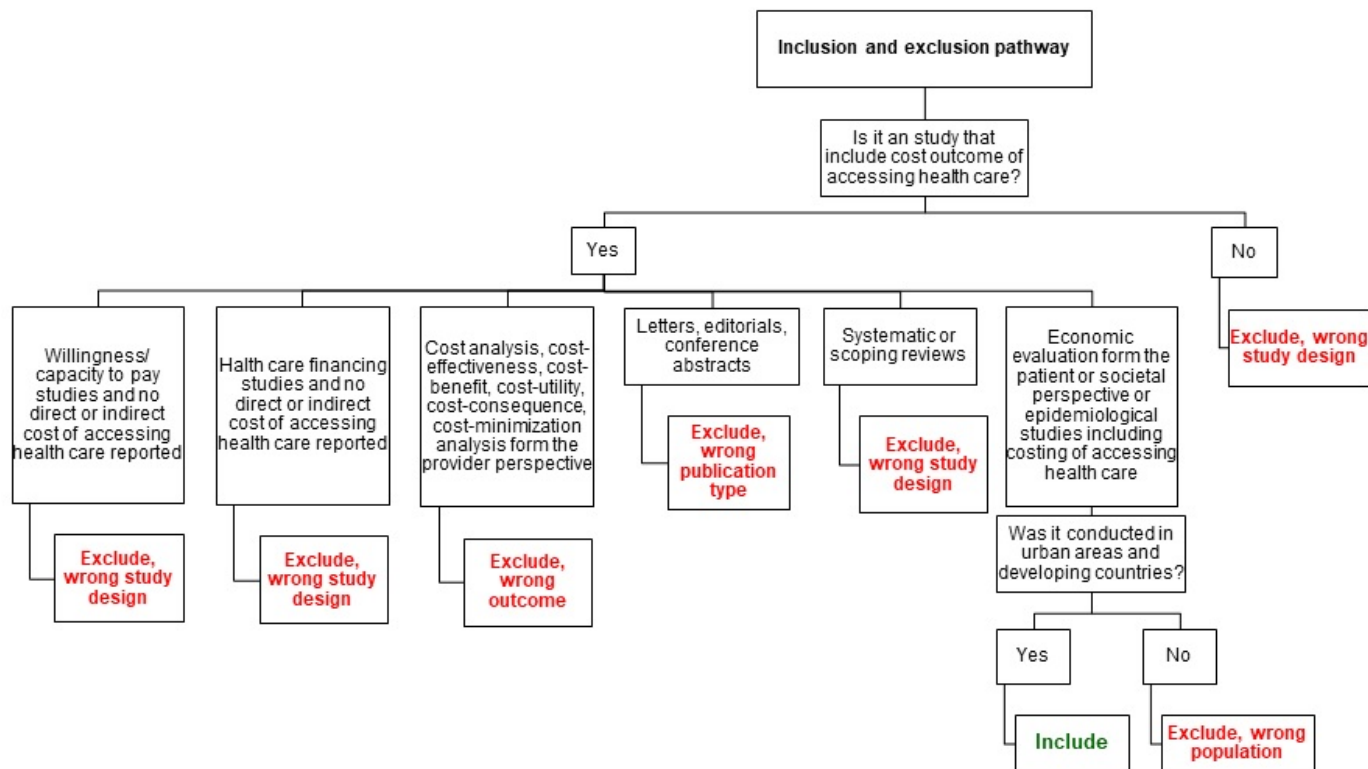 Inclusion and exclusion pathway
Is it an study that
include cost outcome of
accessing health care?
Yes
No
Willingness/
capacity to pay
studies and no
direct or indirect
cost of accessing
health care reported
Exclude,
wrong study
design
Halth care financing
studies and no
direct or indirect
cost of accessing
health care reported
Exclude,
wrong study
design
Cost analysis, cost-
effectiveness, cost-
benefit, cost-utility,
cost-consequence,
cost-minimization
analysis form the
provider perspective
Exclude,
wrong
outcome
Letters, editorials,
conference
abstracts
Exclude,
wrong
publication
type
Systematic or
scoping reviews
Exclude,
wrong study
design
Economic
evaluation form the
patient or societal
perspective or
epidemiological
studies including
costing of accessing
health care
Was it conducted in
urban areas and
developing countries?
Yes
Include
No
Exclude, wrong
population
Exclude, wrong
study design